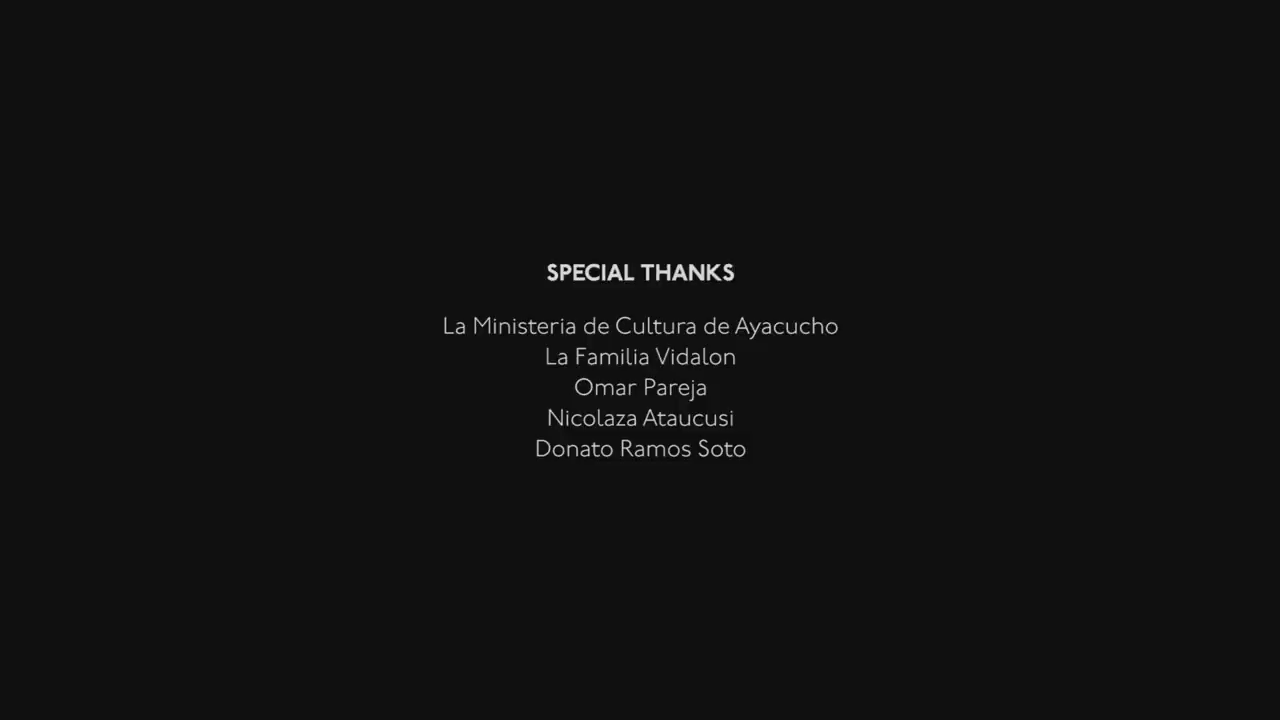 SPECIAL THANKS
La Ministeria de Cultura de Ayacucho
La Familia Vidalon
Omar Pareja
Nicolaza Ataucusi
Donato Ramos Soto